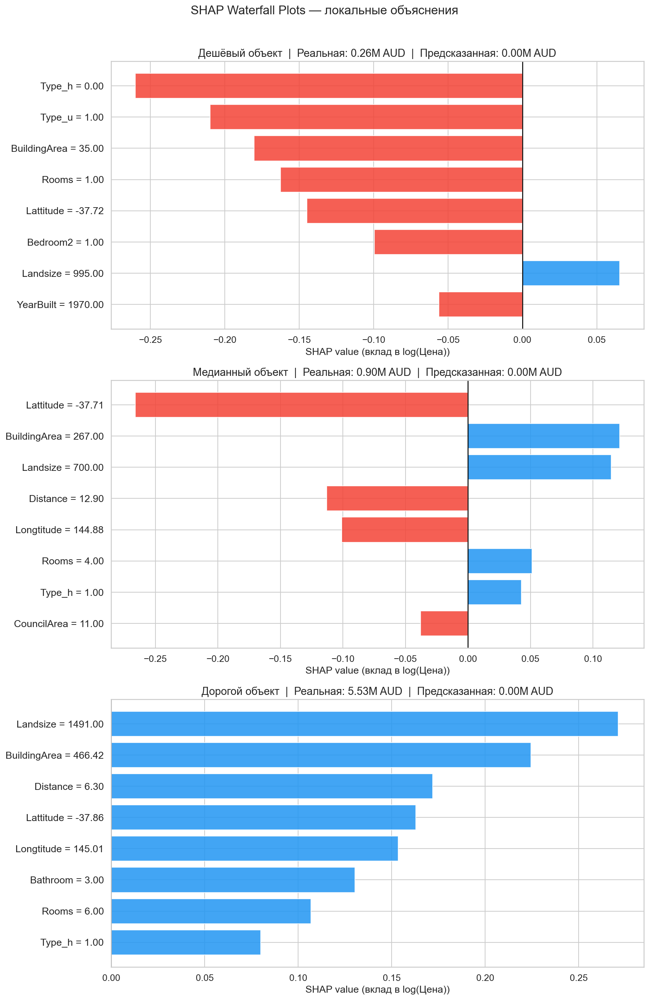 SHAP Waterfall Plots — локальные объяснения
Дешёвый объект | Реальная: 0.26M AUD | Предсказанная: 0.00M AUD
Type_h = 0.00
Type_u = 1.00
BuildingArea = 35.00
Rooms = 1.00
Lattitude = -37.72
Bedroom2 = 1.00
Landsize = 995.00
YearBuilt = 1970.00
−0.25 −0.20 −0.15 −0.10 −0.05 0.00 0.05
SHAP value (вклад в log(Цена))
Медианный объект | Реальная: 0.90M AUD | Предсказанная: 0.00M AUD
Lattitude = -37.71
BuildingArea = 267.00
Landsize = 700.00
Distance = 12.90
Longtitude = 144.88
Rooms = 4.00
Type_h = 1.00
CouncilArea = 11.00
−0.25 −0.20 −0.15 −0.10 −0.05 0.00 0.05 0.10
SHAP value (вклад в log(Цена))
Дорогой объект | Реальная: 5.53M AUD | Предсказанная: 0.00M AUD
Landsize = 1491.00
BuildingArea = 466.42
Distance = 6.30
Lattitude = -37.86
Longtitude = 145.01
Bathroom = 3.00
Rooms = 6.00
Type_h = 1.00
0.00 0.05 0.10 0.15 0.20 0.25
SHAP value (вклад в log(Цена))